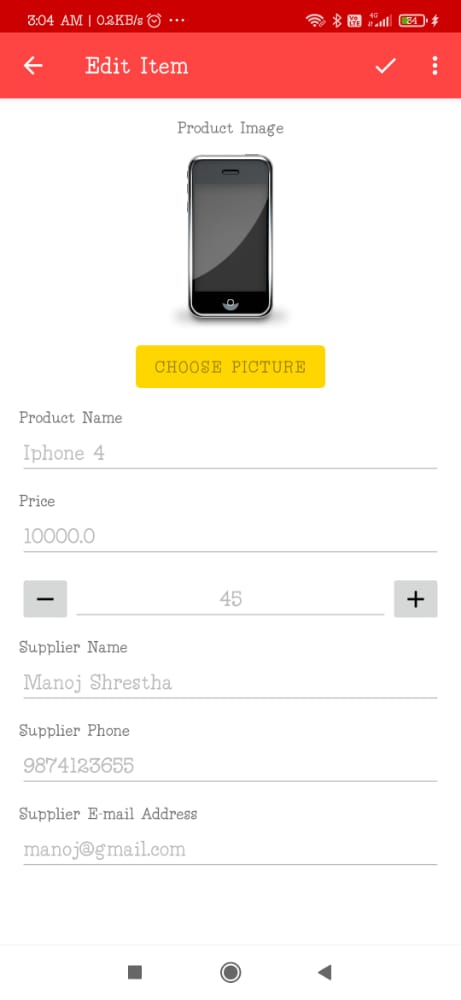 3:04 AM | 0.2KB/s
Vo LTE 4G 84
Edit Item
Product Image
CHOOSE PICTURE
Product Name
Iphone 4
Price
10000.0
45
Supplier Name
Manoj Shrestha
Supplier Phone
9874123655
Supplier E-mail Address
manoj@gmail.com